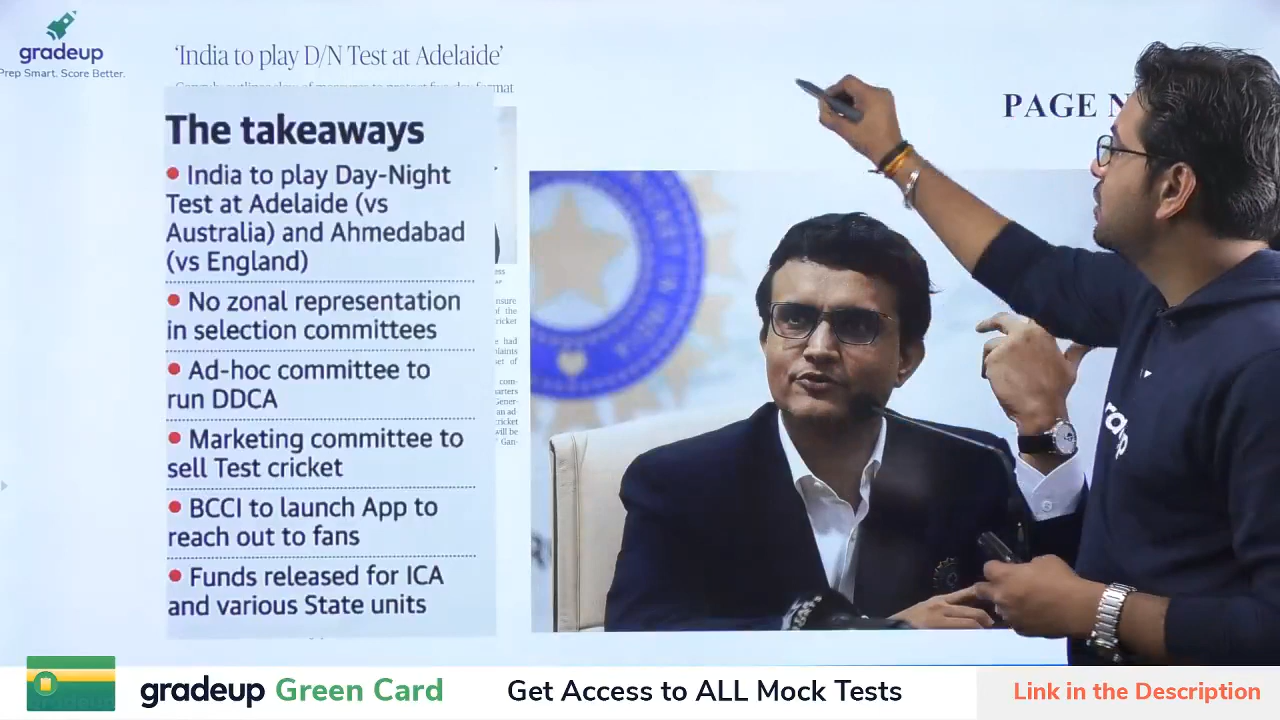 gradeup
Prep Smart. Score Better.
‘India to play D/N Test at Adelaide’
The takeaways
• India to play Day-Night
Test at Adelaide (vs
Australia) and Ahmedabad
(vs England)
• No zonal representation
in selection committees
• Ad-hoc committee to
run DDCA
• Marketing committee to
sell Test cricket
• BCCI to launch App to
reach out to fans
• Funds released for ICA
and various State units
PAGE N
gradeup Green Card
Get Access to ALL Mock Tests
Link in the Description